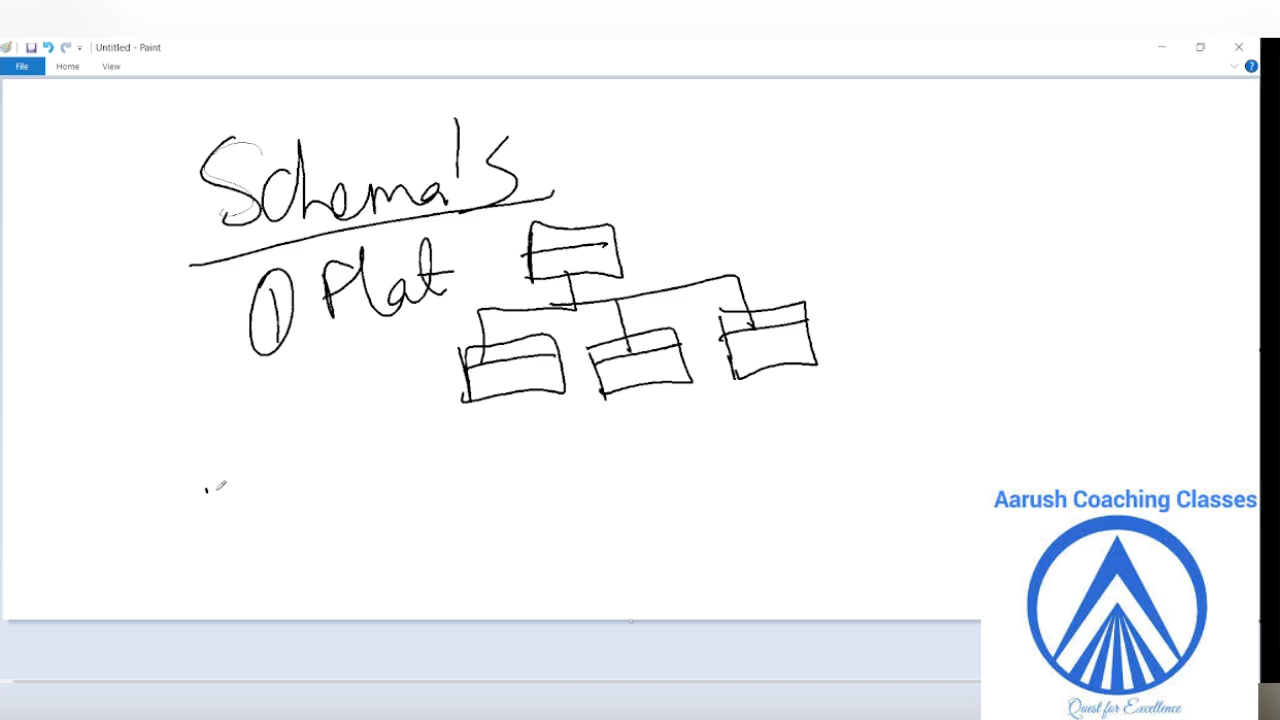 Untitled - Paint
File Home View
Schema's
① Plat
Aarush Coaching Classes
Quest for Excellence